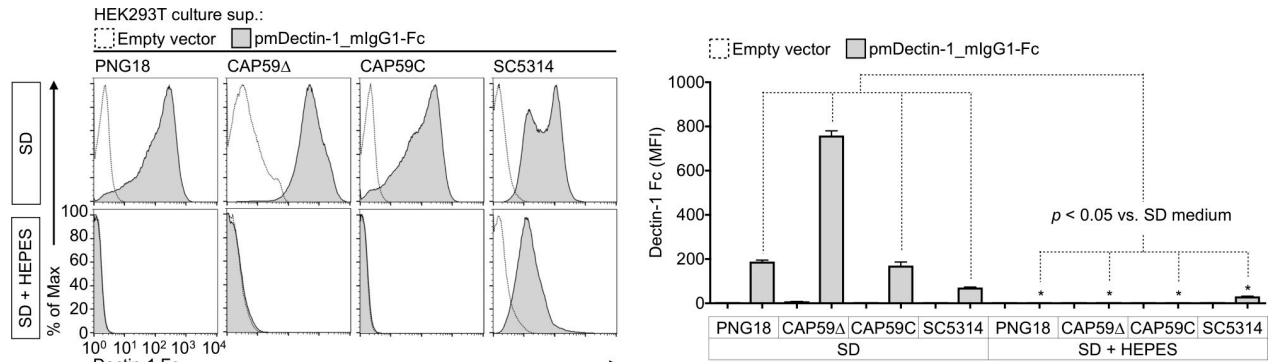 HEK293T culture sup.:
Empty vector pmDectin-1_mIgG1-Fc
PNG18 CAP59Δ CAP59C SC5314
SD
SD + HEPES
% of Max
100
80
60
40
20
0
10⁰ 10¹ 10² 10³ 10⁴
Dectin-1 Fc
Empty vector pmDectin-1_mIgG1-Fc
Dectin-1 Fc (MFI)
1000
800
600
400
200
0
p < 0.05 vs. SD medium
* * * *
PNG18 CAP59Δ CAP59C SC5314 PNG18 CAP59Δ CAP59C SC5314
SD SD + HEPES